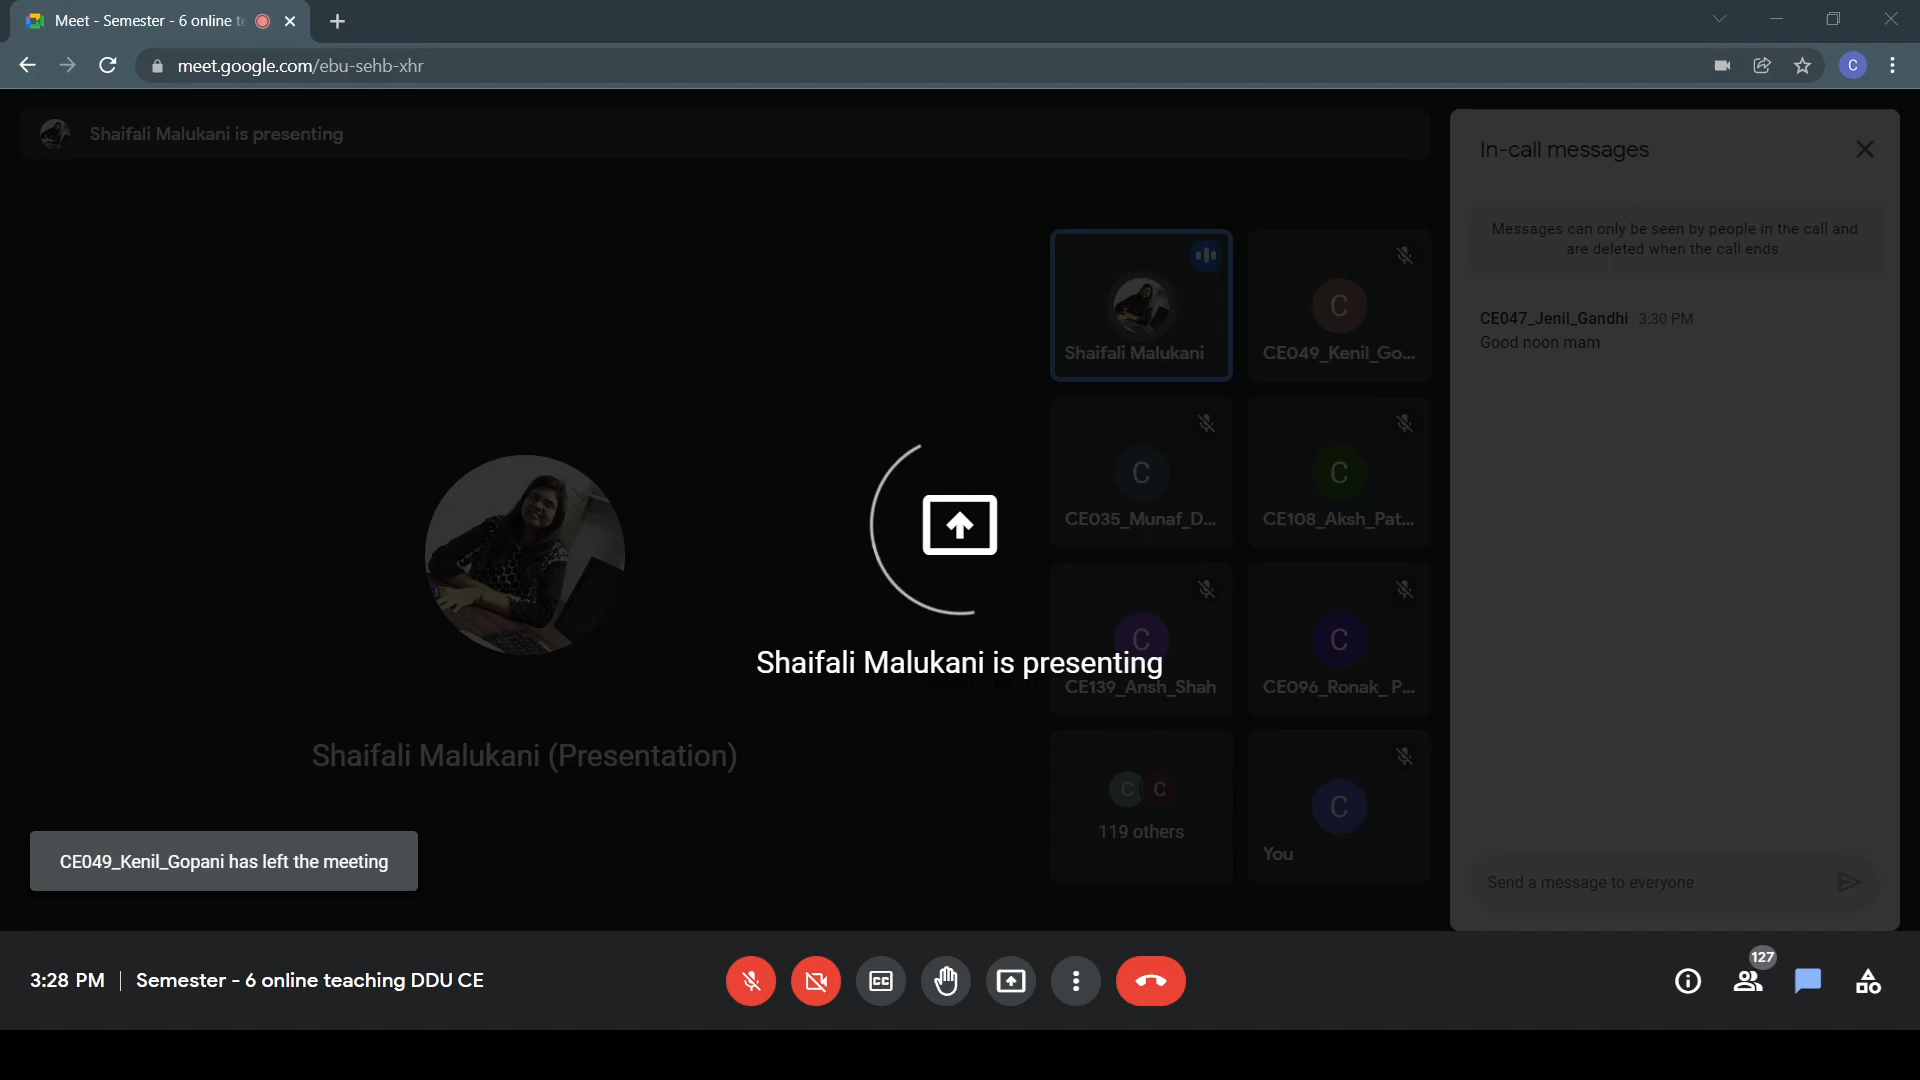 Meet - Semester - 6 online te
meet.google.com/ebu-sehb-xhr
C
Shaifali Malukani is presenting
In-call messages
Messages can only be seen by people in the call and
are deleted when the call ends.
CE047_Jenil_Gandhi 3:30 PM
Good noon mam
Shaifali Malukani
C
CE049_Kenil_Go...
C
CE035_Munaf_D...
C
CE108_Aksh_Pat...
C
CE139_Ansh_Shah
C
CE096_Ronak_ P...
C C
119 others
C
You
Shaifali Malukani is presenting
Shaifali Malukani (Presentation)
CE049_Kenil_Gopani has left the meeting
Send a message to everyone
3:28 PM | Semester - 6 online teaching DDU CE
CC
127